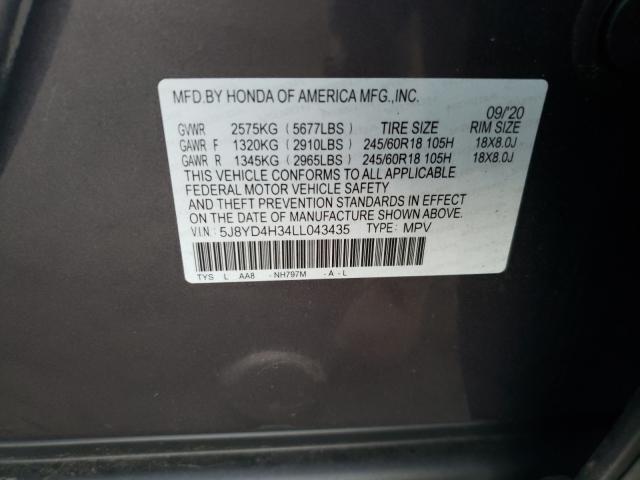 MFD.BY HONDA OF AMERICA MFG.,INC.
09/'20
GVWR 2575KG (5677LBS) TIRE SIZE RIM SIZE
GAWR F 1320KG (2910LBS) 245/60R18 105H 18X8.0J
GAWR R 1345KG (2965LBS) 245/60R18 105H 18X8.0J
THIS VEHICLE CONFORMS TO ALL APPLICABLE
FEDERAL MOTOR VEHICLE SAFETY
AND THEFT PREVENTION STANDARDS IN EFFECT
ON THE DATE OF MANUFACTURE SHOWN ABOVE.
V.I.N: 5J8YD4H34LL043435 TYPE: MPV
TYS L AA8 -NH797M -A-L